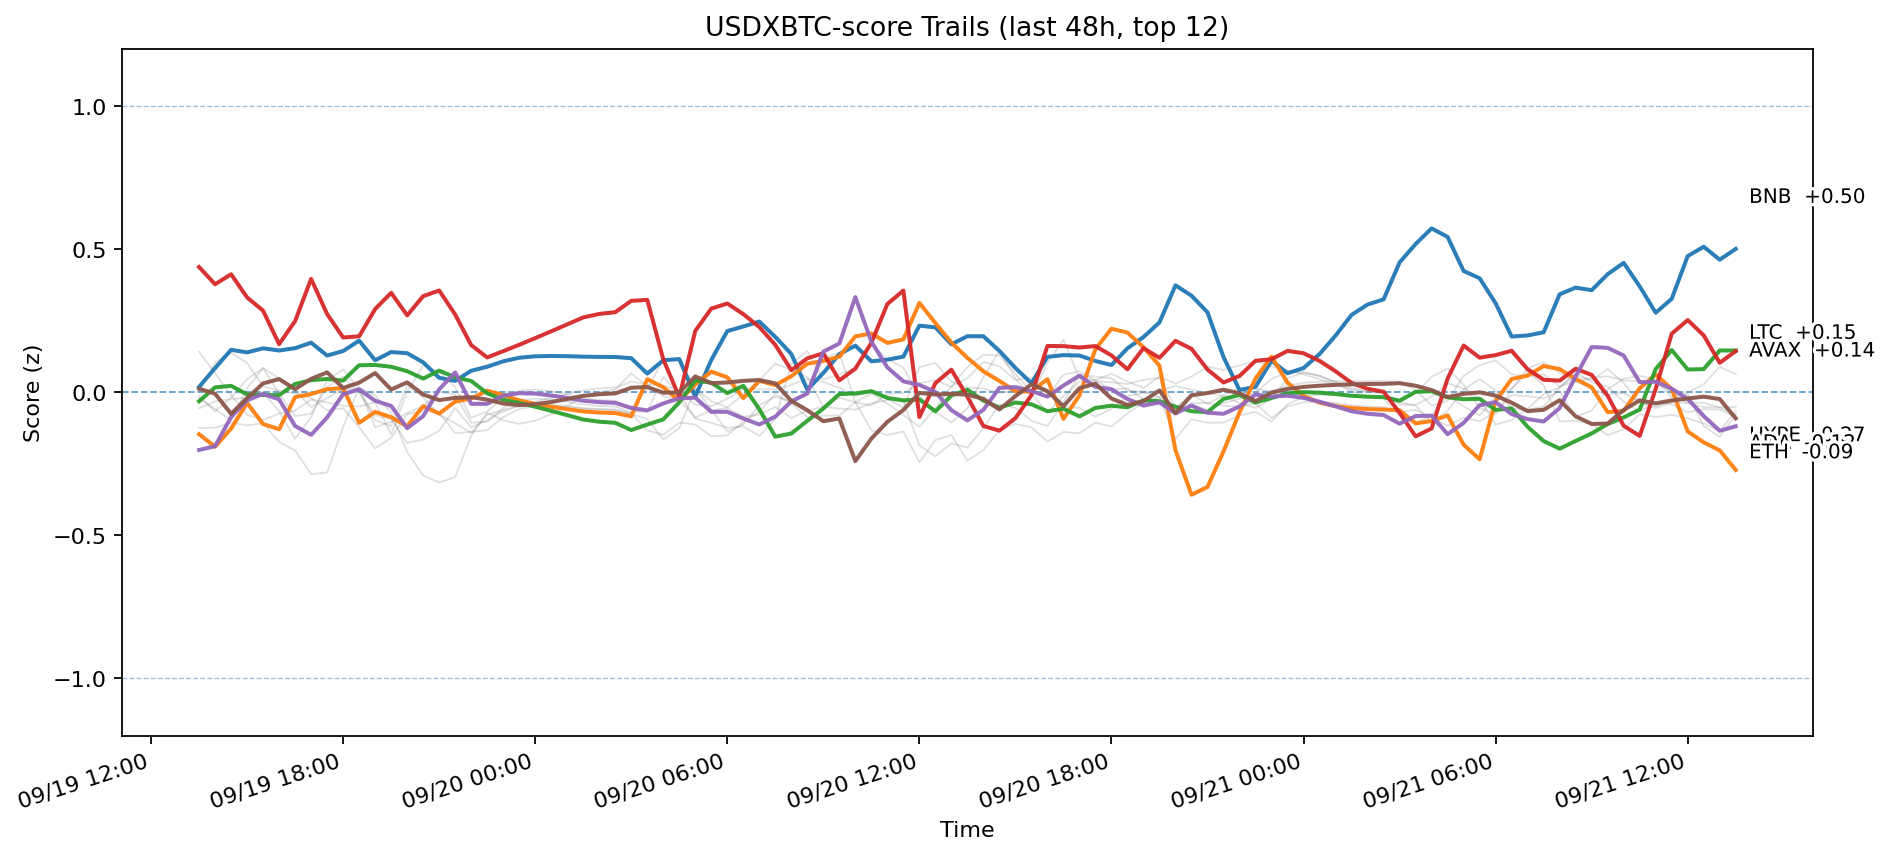 USDXBTC-score Trails (last 48h, top 12)
Score (z)
1.0
0.5
0.0
−0.5
−1.0
BNB +0.50
LTC +0.15
AVAX +0.14
HYPE -0.27
ETH -0.09
09/19 12:00
09/19 18:00
09/20 00:00
09/20 06:00
09/20 12:00
09/20 18:00
09/21 00:00
09/21 06:00
09/21 12:00
Time